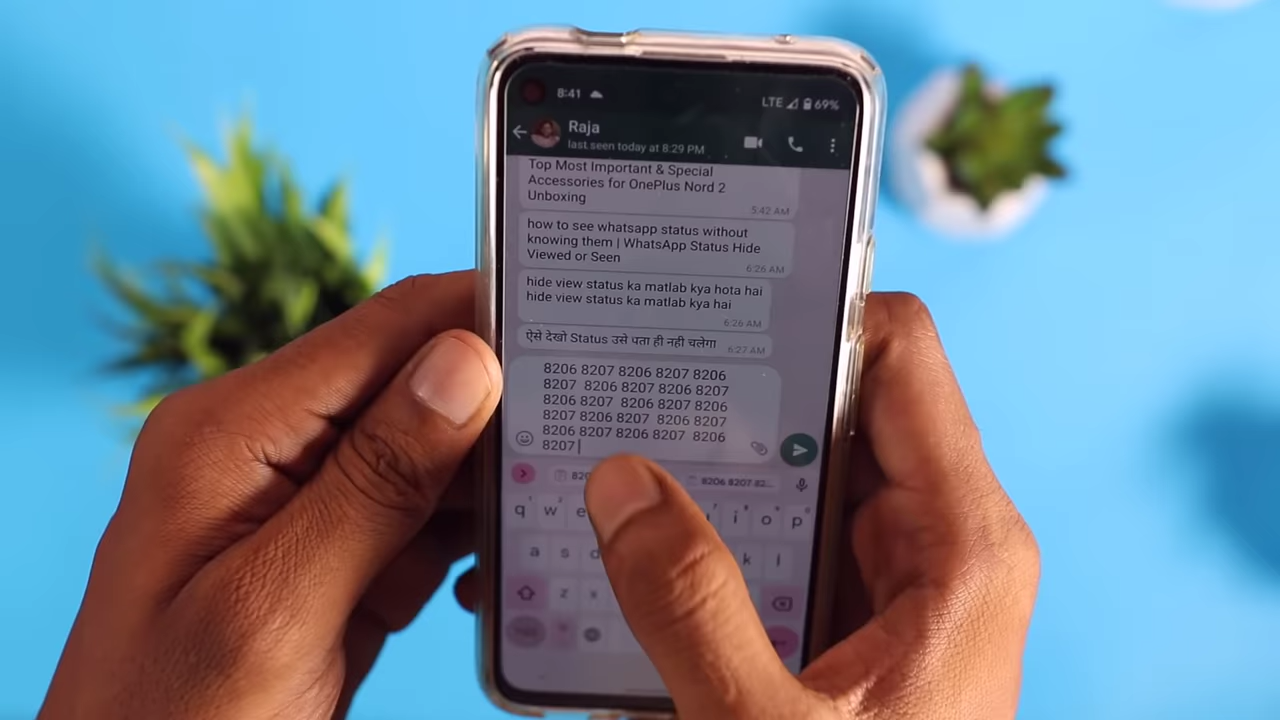 8:41
LTE 69%
Raja
last seen today at 8:29 PM
Top Most Important & Special
Accessories for OnePlus Nord 2
Unboxing
5:42 AM
how to see whatsapp status without
knowing them | WhatsApp Status Hide
Viewed or Seen
6:26 AM
hide view status ka matlab kya hota hai
hide view status ka matlab kya hai
6:26 AM
ऐसे देखो Status उसे पता ही नही चलेगा
6:27 AM
8206 8207 8206 8207 8206
8207 8206 8207 8206 8207
8206 8207 8206 8207 8206
8207 8206 8207 8206 8207
8206 8207 8206 8207 8206
8207
8206 8207 82...
q w e i o p
a s d k l
z x